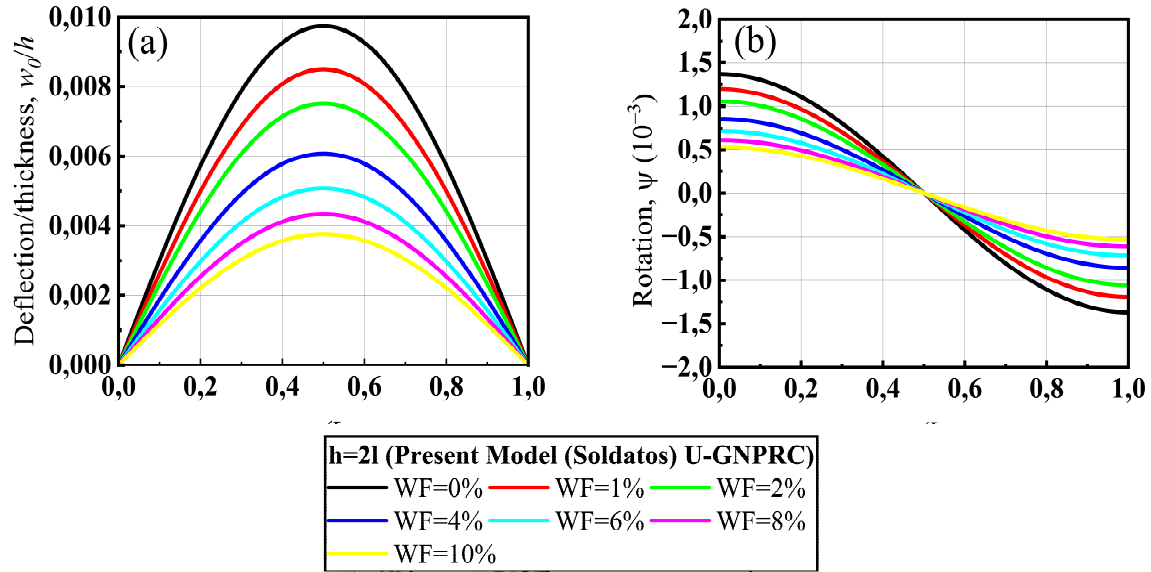 (a)
Deflection/thickness, w₀/h
0,010
0,008
0,006
0,004
0,002
0,000
0,0 0,2 0,4 0,6 0,8 1,0
(b)
Rotation, ψ (10⁻³)
2,0
1,5
1,0
0,5
0,0
−0,5
−1,0
−1,5
−2,0
0,0 0,2 0,4 0,6 0,8 1,0
h=2l (Present Model (Soldatos) U-GNPRC)
WF=0% WF=1% WF=2%
WF=4% WF=6% WF=8%
WF=10%